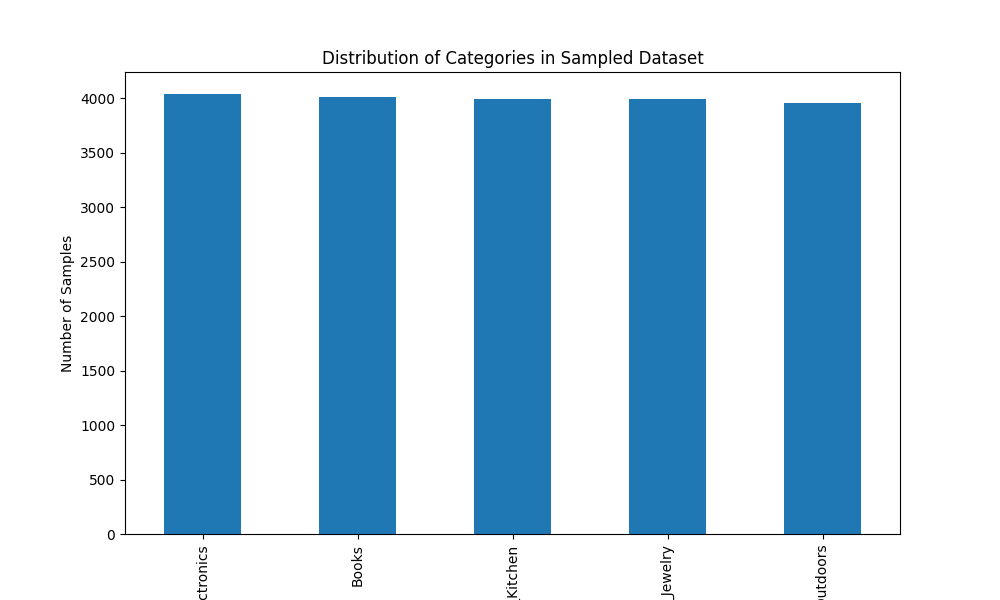 Distribution of Categories in Sampled Dataset
Number of Samples
4000
3500
3000
2500
2000
1500
1000
500
0
Books
Kitchen
Jewelry